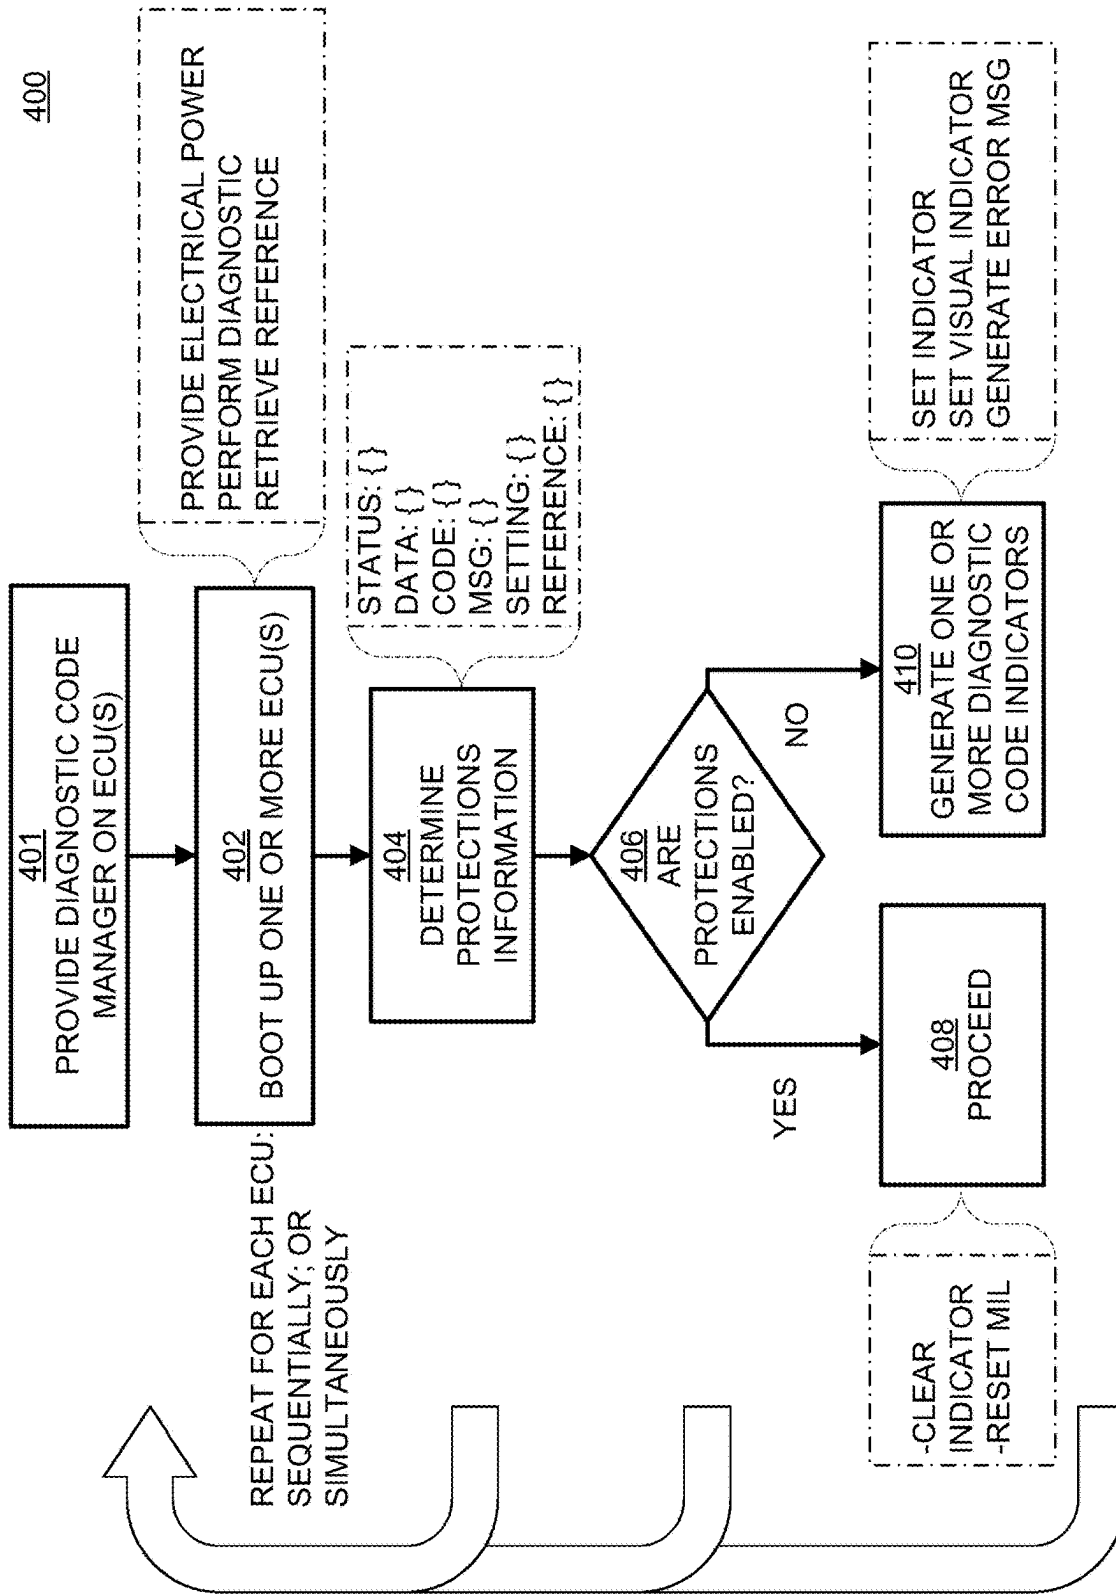 400
401
PROVIDE DIAGNOSTIC CODE
MANAGER ON ECU(S)
402
BOOT UP ONE OR MORE ECU(S)
PROVIDE ELECTRICAL POWER
PERFORM DIAGNOSTIC
RETRIEVE REFERENCE
REPEAT FOR EACH ECU:
SEQUENTIALLY; OR
SIMULTANEOUSLY
404
DETERMINE
PROTECTIONS
INFORMATION
STATUS: { }
DATA: { }
CODE: { }
MSG: { }
SETTING: { }
REFERENCE: { }
406
ARE
PROTECTIONS
ENABLED?
YES
NO
408
PROCEED
-CLEAR
INDICATOR
-RESET MIL
410
GENERATE ONE OR
MORE DIAGNOSTIC
CODE INDICATORS
SET INDICATOR
SET VISUAL INDICATOR
GENERATE ERROR MSG